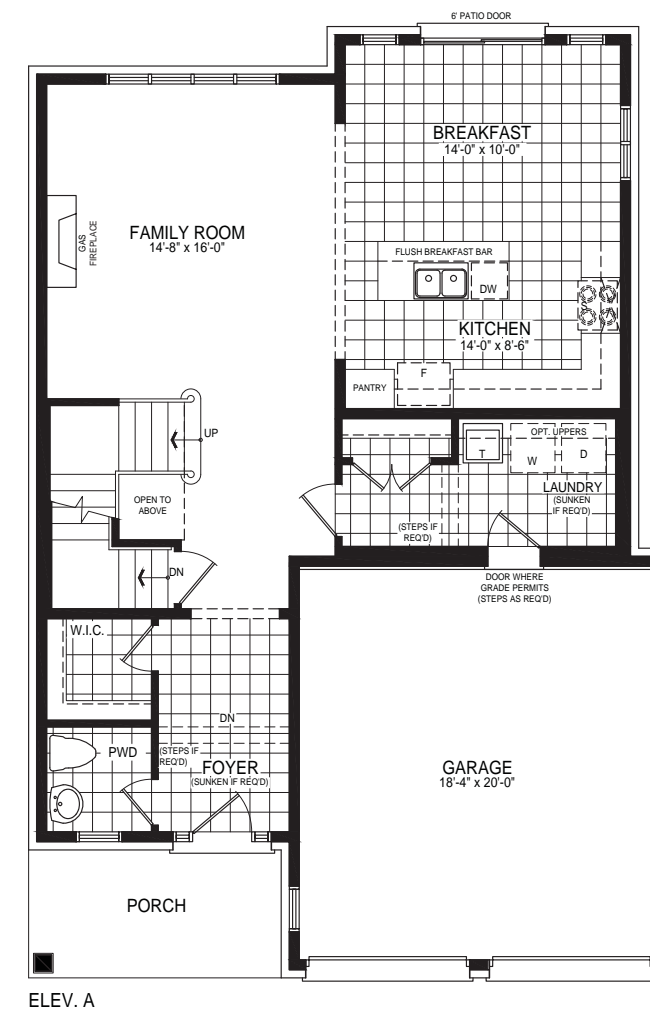 6' PATIO DOOR
BREAKFAST
14'-0" x 10'-0"
FAMILY ROOM
14'-8" x 16'-0"
GAS
FIREPLACE
FLUSH BREAKFAST BAR
DW
KITCHEN
14'-0" x 8'-6"
F
PANTRY
UP
OPT. UPPERS
T
W
D
LAUNDRY
(SUNKEN
IF REQ'D)
OPEN TO
ABOVE
(STEPS IF
REQ'D)
DN
DOOR WHERE
GRADE PERMITS
(STEPS AS REQ'D)
W.I.C.
DN
PWD
(STEPS IF
REQ'D)
FOYER
(SUNKEN IF REQ'D)
GARAGE
18'-4" x 20'-0"
PORCH
ELEV. A